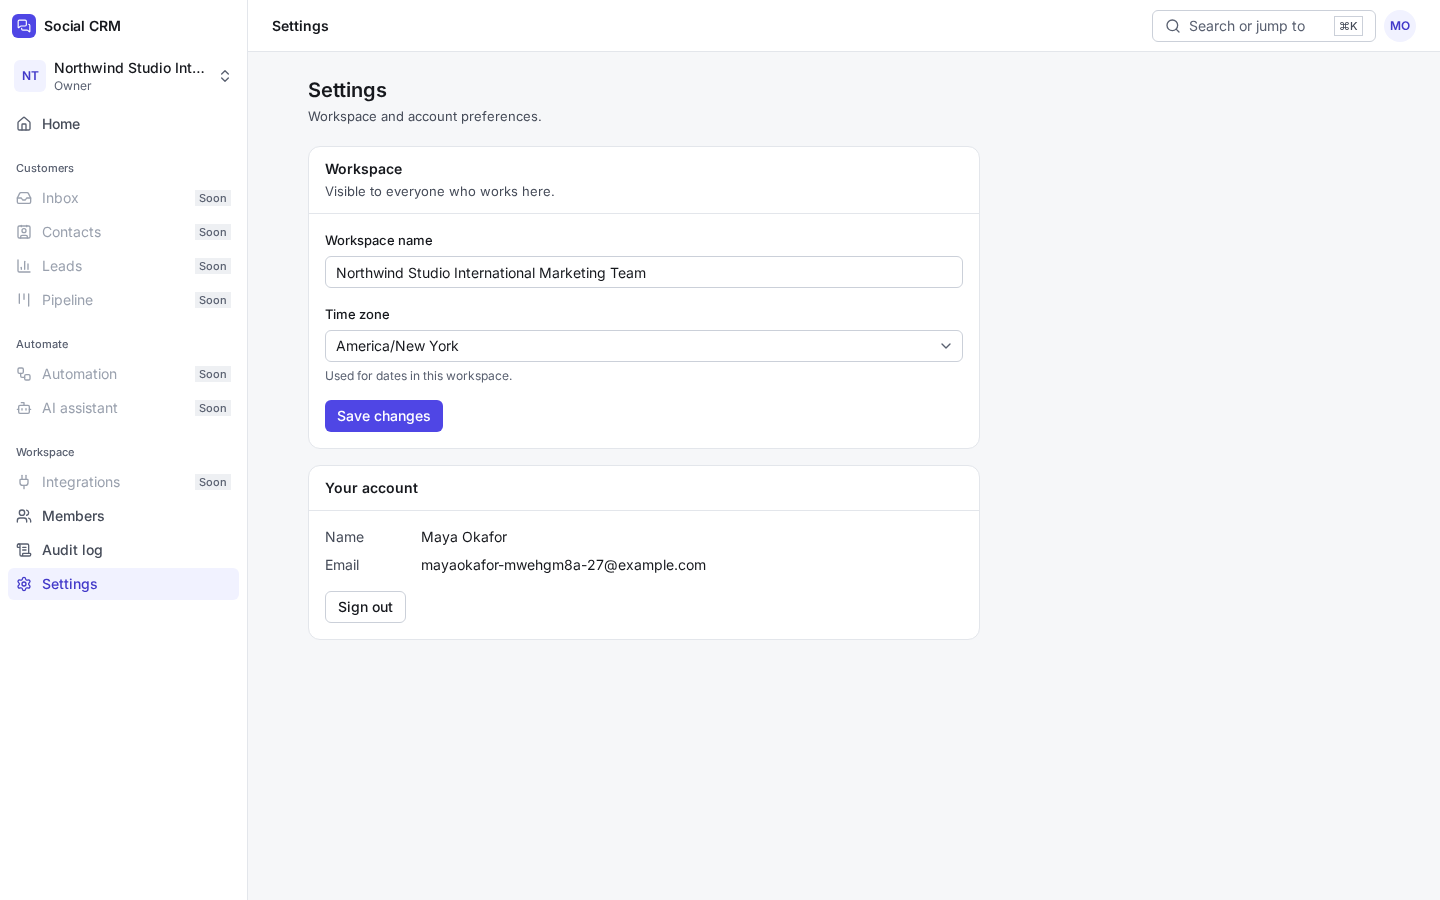 Social CRM
Settings
Search or jump to
⌘K
MO
NT
Northwind Studio Int...
Owner
Home
Customers
Inbox
Soon
Contacts
Soon
Leads
Soon
Pipeline
Soon
Automate
Automation
Soon
AI assistant
Soon
Workspace
Integrations
Soon
Members
Audit log
Settings
Settings
Workspace and account preferences.
Workspace
Visible to everyone who works here.
Workspace name
Northwind Studio International Marketing Team
Time zone
America/New York
Used for dates in this workspace.
Save changes
Your account
Name
Maya Okafor
Email
mayaokafor-mwehgm8a-27@example.com
Sign out